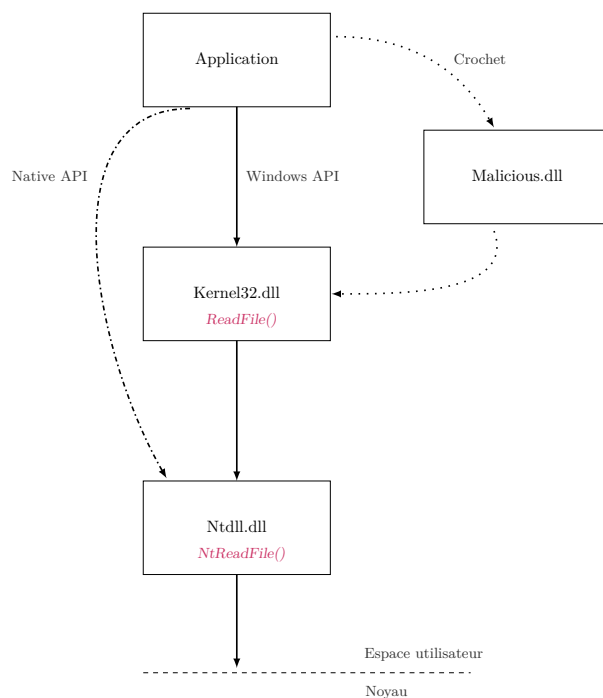 Application
Crochet
Native API
Windows API
Malicious.dll
Kernel32.dll
ReadFile()
Ntdll.dll
NtReadFile()
Espace utilisateur
Noyau